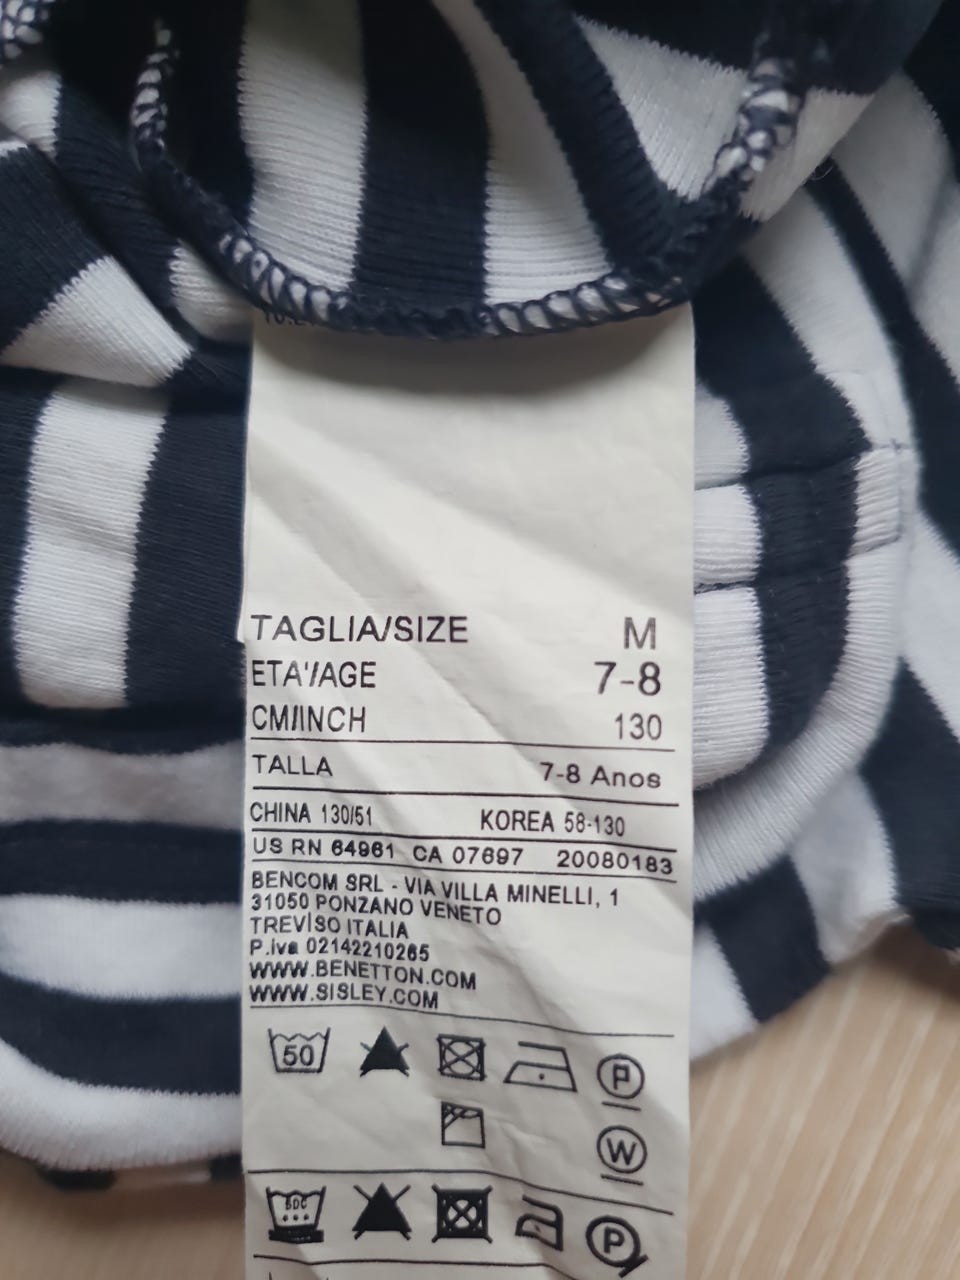 TAGLIA/SIZE M
ETA'/AGE 7-8
CM/INCH 130
TALLA 7-8 Anos
CHINA 130/51 KOREA 58-130
US RN 64961 CA 07697 20080183
BENCOM SRL - VIA VILLA MINELLI, 1
31050 PONZANO VENETO
TREVISO ITALIA
P.iva 02142210265
WWW.BENETTON.COM
WWW.SISLEY.COM
50 P
W
50C P